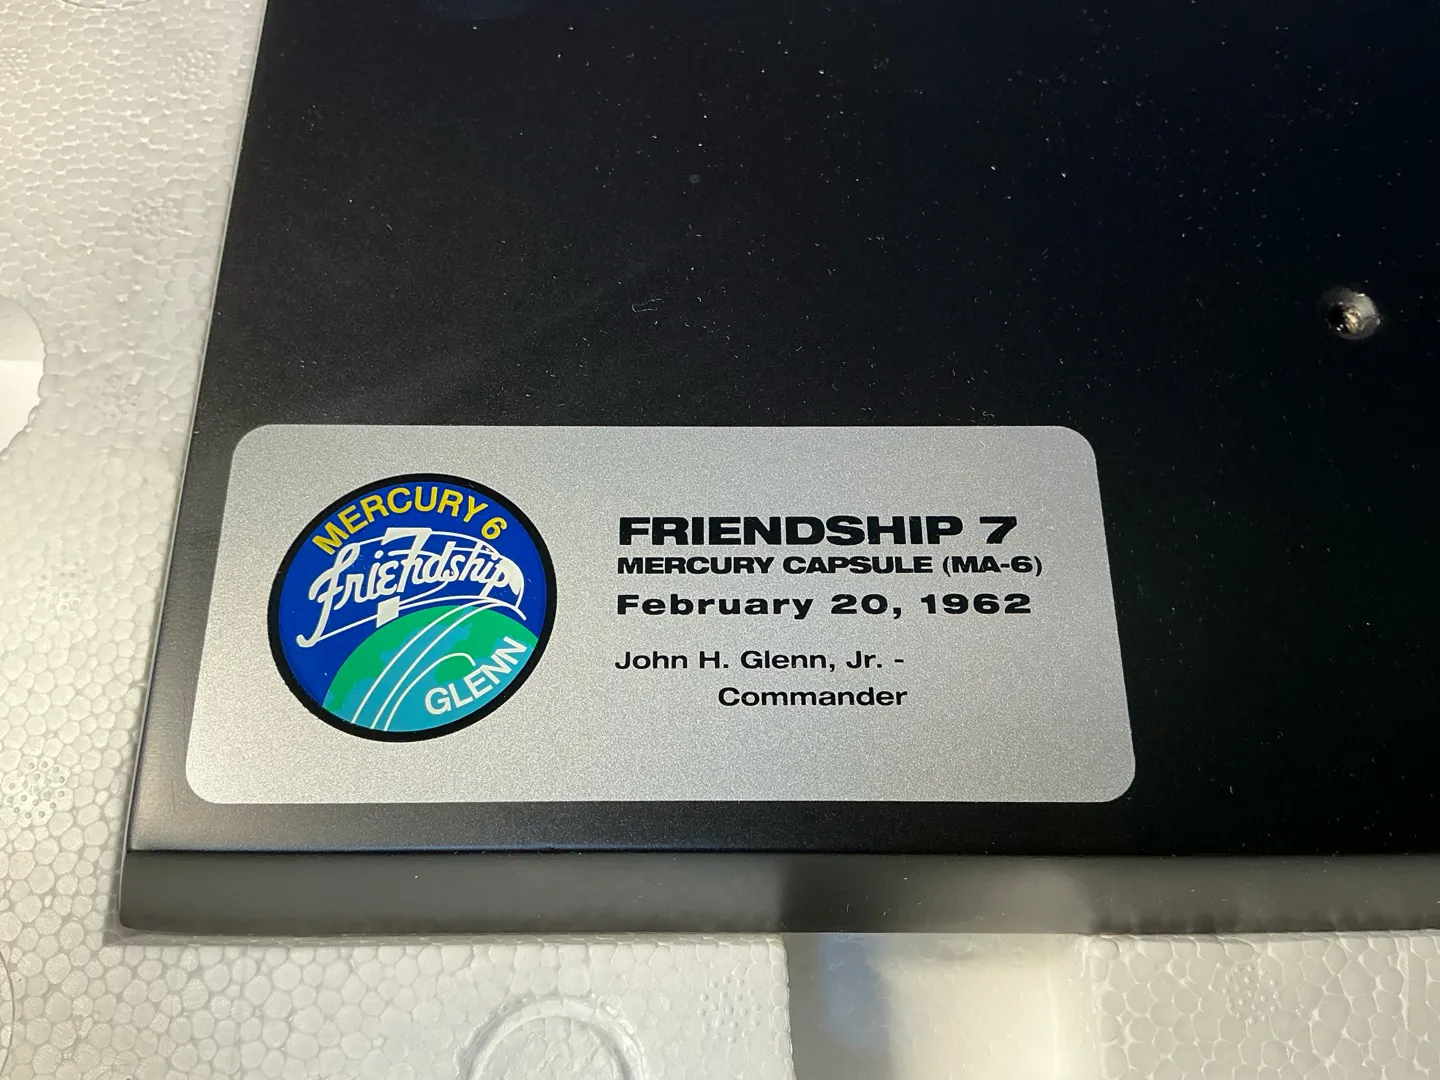 MERCURY 6
Friendship
7
GLENN
FRIENDSHIP 7
MERCURY CAPSULE (MA-6)
February 20, 1962
John H. Glenn, Jr. -
Commander